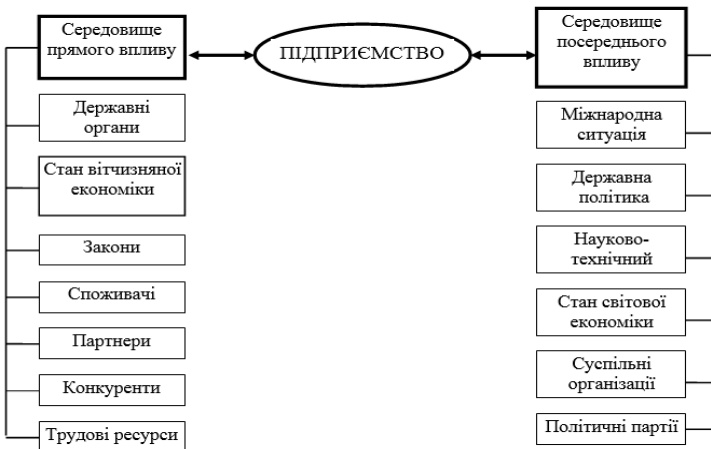 Середовище
прямого впливу
ПІДПРИЄМСТВО
Середовище
посереднього
впливу
Державні
органи
Стан вітчизняної
економіки
Закони
Споживачі
Партнери
Конкуренти
Трудові ресурси
Міжнародна
ситуація
Державна
політика
Науково-
технічний
Стан світової
економіки
Суспільні
організації
Політичні партії